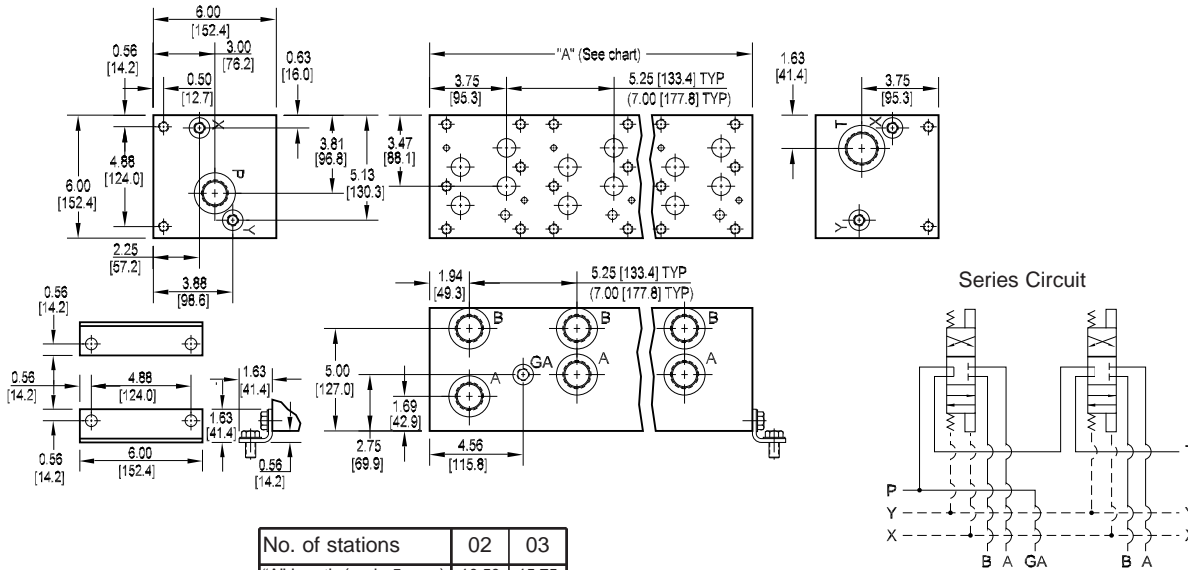 6.00
[152.4]
0.56
[14.2]
3.00
[76.2]
0.50
[12.7]
0.63
[16.0]
X
P
Y
4.88
[124.0]
6.00
[152.4]
3.81
[96.8]
5.13
[130.3]
2.25
[57.2]
3.88
[98.6]
"A" (See chart)
3.75
[95.3]
5.25 [133.4] TYP
(7.00 [177.8] TYP)
3.47
[88.1]
1.63
[41.4]
3.75
[95.3]
T
X
Y
0.56
[14.2]
0.56
[14.2]
4.88
[124.0]
0.56
[14.2]
6.00
[152.4]
1.63
[41.4]
1.63
[41.4]
0.56
[14.2]
1.94
[49.3]
5.25 [133.4] TYP
(7.00 [177.8] TYP)
B
B
B
GA
A
A
A
5.00
[127.0]
1.69
[42.9]
2.75
[69.9]
4.56
[115.8]
Series Circuit
P
Y
X
B A GA
B A
No. of stations 02 03